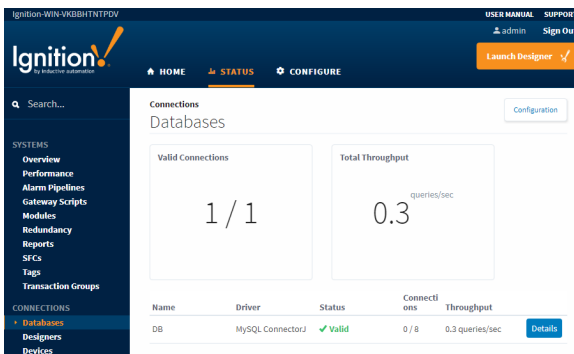 Ignition-WIN-VKBBHTNTPDV
USER MANUAL SUPPORT
admin Sign Out
Ignition!
by inductive automation
HOME STATUS CONFIGURE
Launch Designer
Search...
SYSTEMS
Overview
Performance
Alarm Pipelines
Gateway Scripts
Modules
Redundancy
Reports
SFCs
Tags
Transaction Groups
CONNECTIONS
Databases
Designers
Devices
Connections
Databases
Configuration
Valid Connections
1 / 1
Total Throughput
0.3 queries/sec
Name Driver Status Connecti Throughput
ons
DB MySQL ConnectorJ Valid 0 / 8 0.3 queries/sec Details